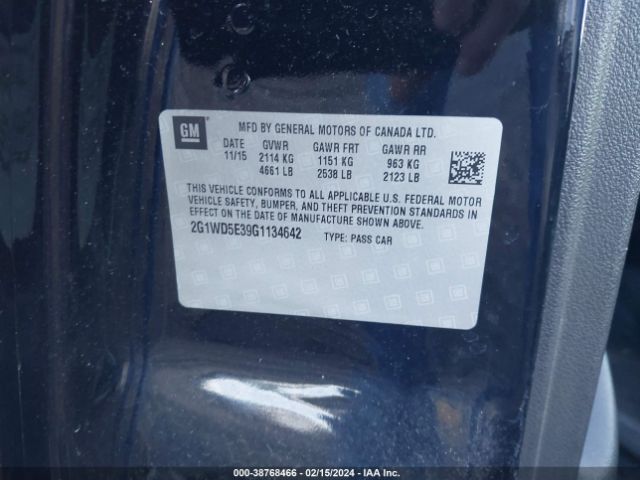 GM
MFD BY GENERAL MOTORS OF CANADA LTD.
DATE GVWR GAWR FRT GAWR RR
11/15 2114 KG 1151 KG 963 KG
4661 LB 2538 LB 2123 LB
THIS VEHICLE CONFORMS TO ALL APPLICABLE U.S. FEDERAL MOTOR
VEHICLE SAFETY, BUMPER, AND THEFT PREVENTION STANDARDS IN
EFFECT ON THE DATE OF MANUFACTURE SHOWN ABOVE.
2G1WD5E39G1134642 TYPE: PASS CAR
000-38768466 - 02/15/2024 - IAA Inc.